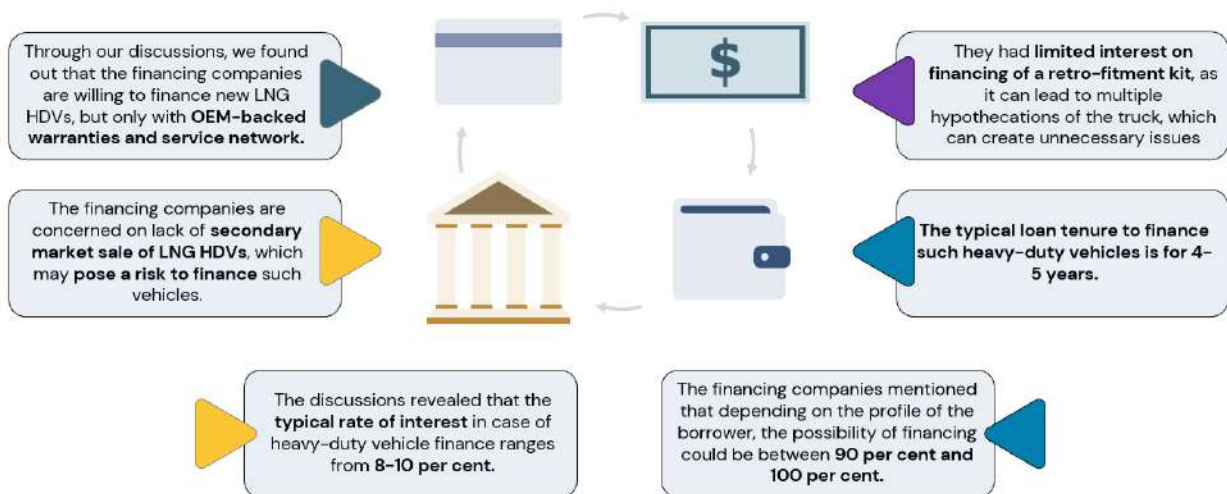 Through our discussions, we found
out that the financing companies
are willing to finance new LNG
HDVs, but only with OEM-backed
warranties and service network.
$
They had limited interest on
financing of a retro-fitment kit, as
it can lead to multiple
hypothecations of the truck, which
can create unnecessary issues
The financing companies are
concerned on lack of secondary
market sale of LNG HDVs, which
may pose a risk to finance such
vehicles.
The typical loan tenure to finance
such heavy-duty vehicles is for 4-
5 years.
The discussions revealed that the
typical rate of interest in case of
heavy-duty vehicle finance ranges
from 8-10 per cent.
The financing companies mentioned
that depending on the profile of the
borrower, the possibility of financing
could be between 90 per cent and
100 per cent.